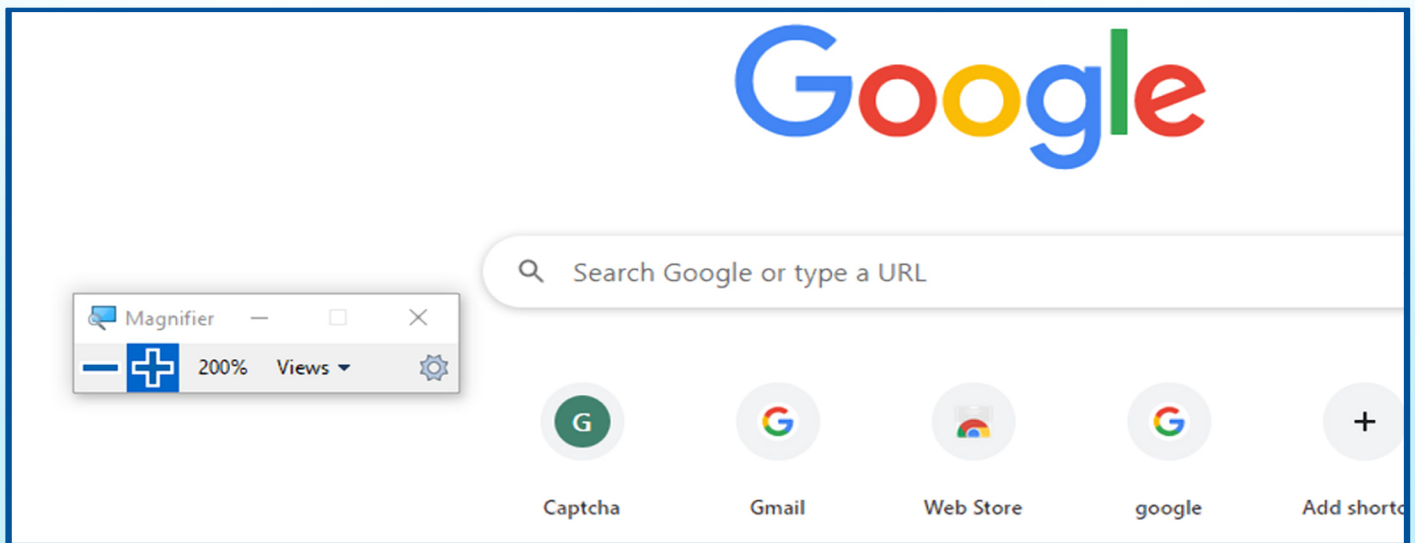 Google
Search Google or type a URL
Magnifier
200% Views
G
Captcha Gmail Web Store google Add shortc